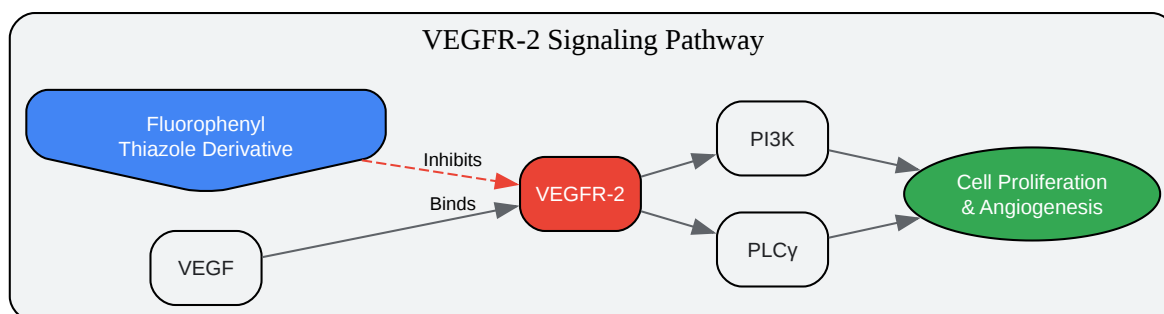 VEGFR-2 Signaling Pathway
Fluorophenyl
Thiazole Derivative
Inhibits
Binds
VEGF
VEGFR-2
PI3K
PLCγ
Cell Proliferation
& Angiogenesis